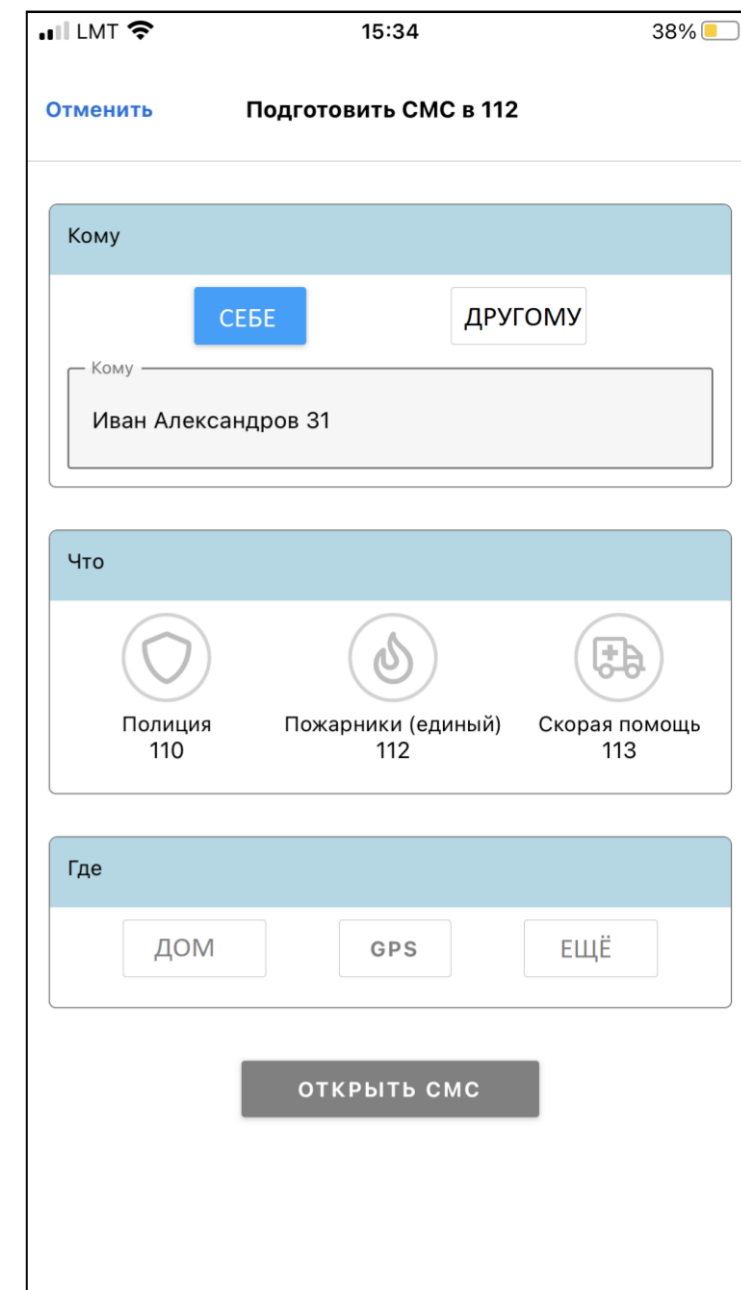 LMT 15:34 38%
Отменить Подготовить СМС в 112
Кому
СЕБЕ ДРУГОМУ
Кому
Иван Александров 31
Что
Полиция Пожарники (единый) Скорая помощь
110 112 113
Где
ДОМ GPS ЕЩЁ
ОТКРЫТЬ СМС